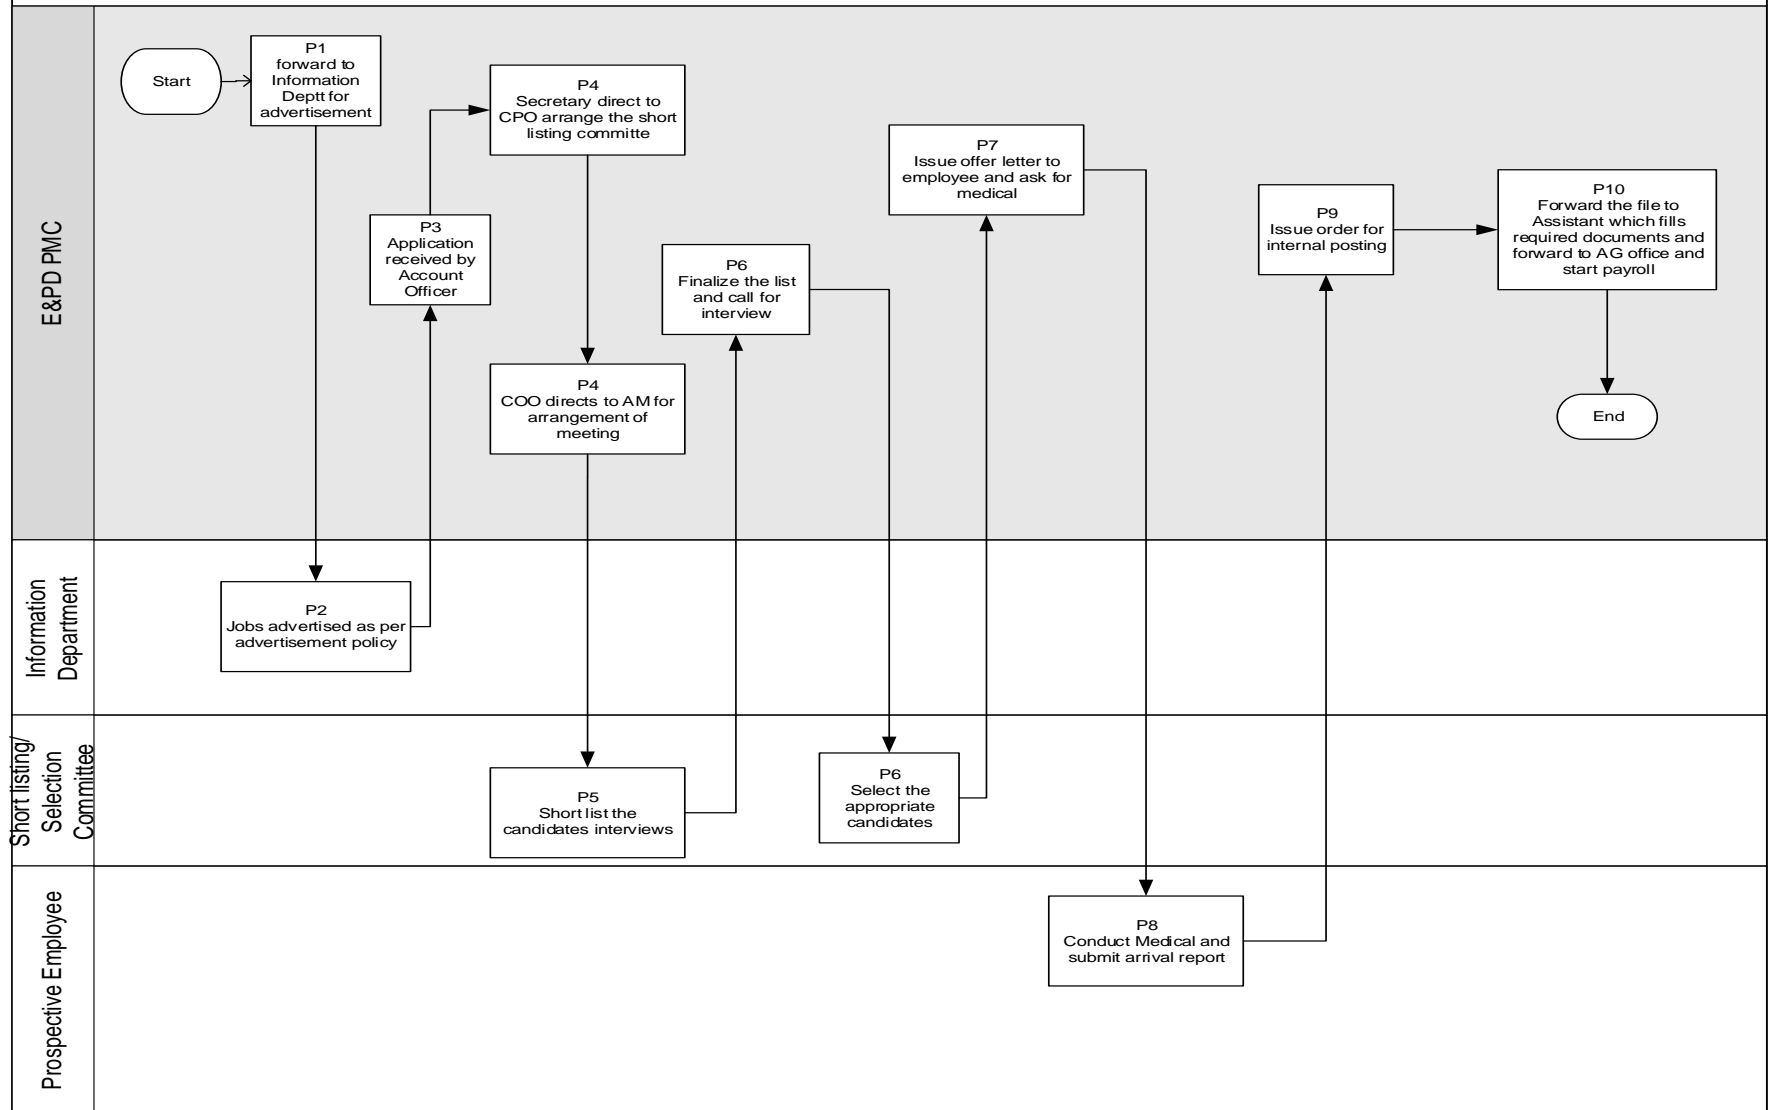 E&PD PMC
Start
P1
forward to
Information
Deptt for
advertisement
P3
Application
received by
Account
Officer
P4
Secretary direct to
CPO arrange the short
listing committe
P4
COO directs to AM for
arrangement of
meeting
P6
Finalize the list
and call for
interview
P7
Issue offer letter to
employee and ask for
medical
P9
Issue order for
internal posting
P10
Forward the file to
Assistant which fills
required documents and
forward to AG office and
start payroll
End
Information
Department
P2
Jobs advertised as per
advertisement policy
Short listing/
Selection
Committee
P5
Short list the
candidates interviews
P6
Select the
appropriate
candidates
Prospective Employee
P8
Conduct Medical and
submit arrival report